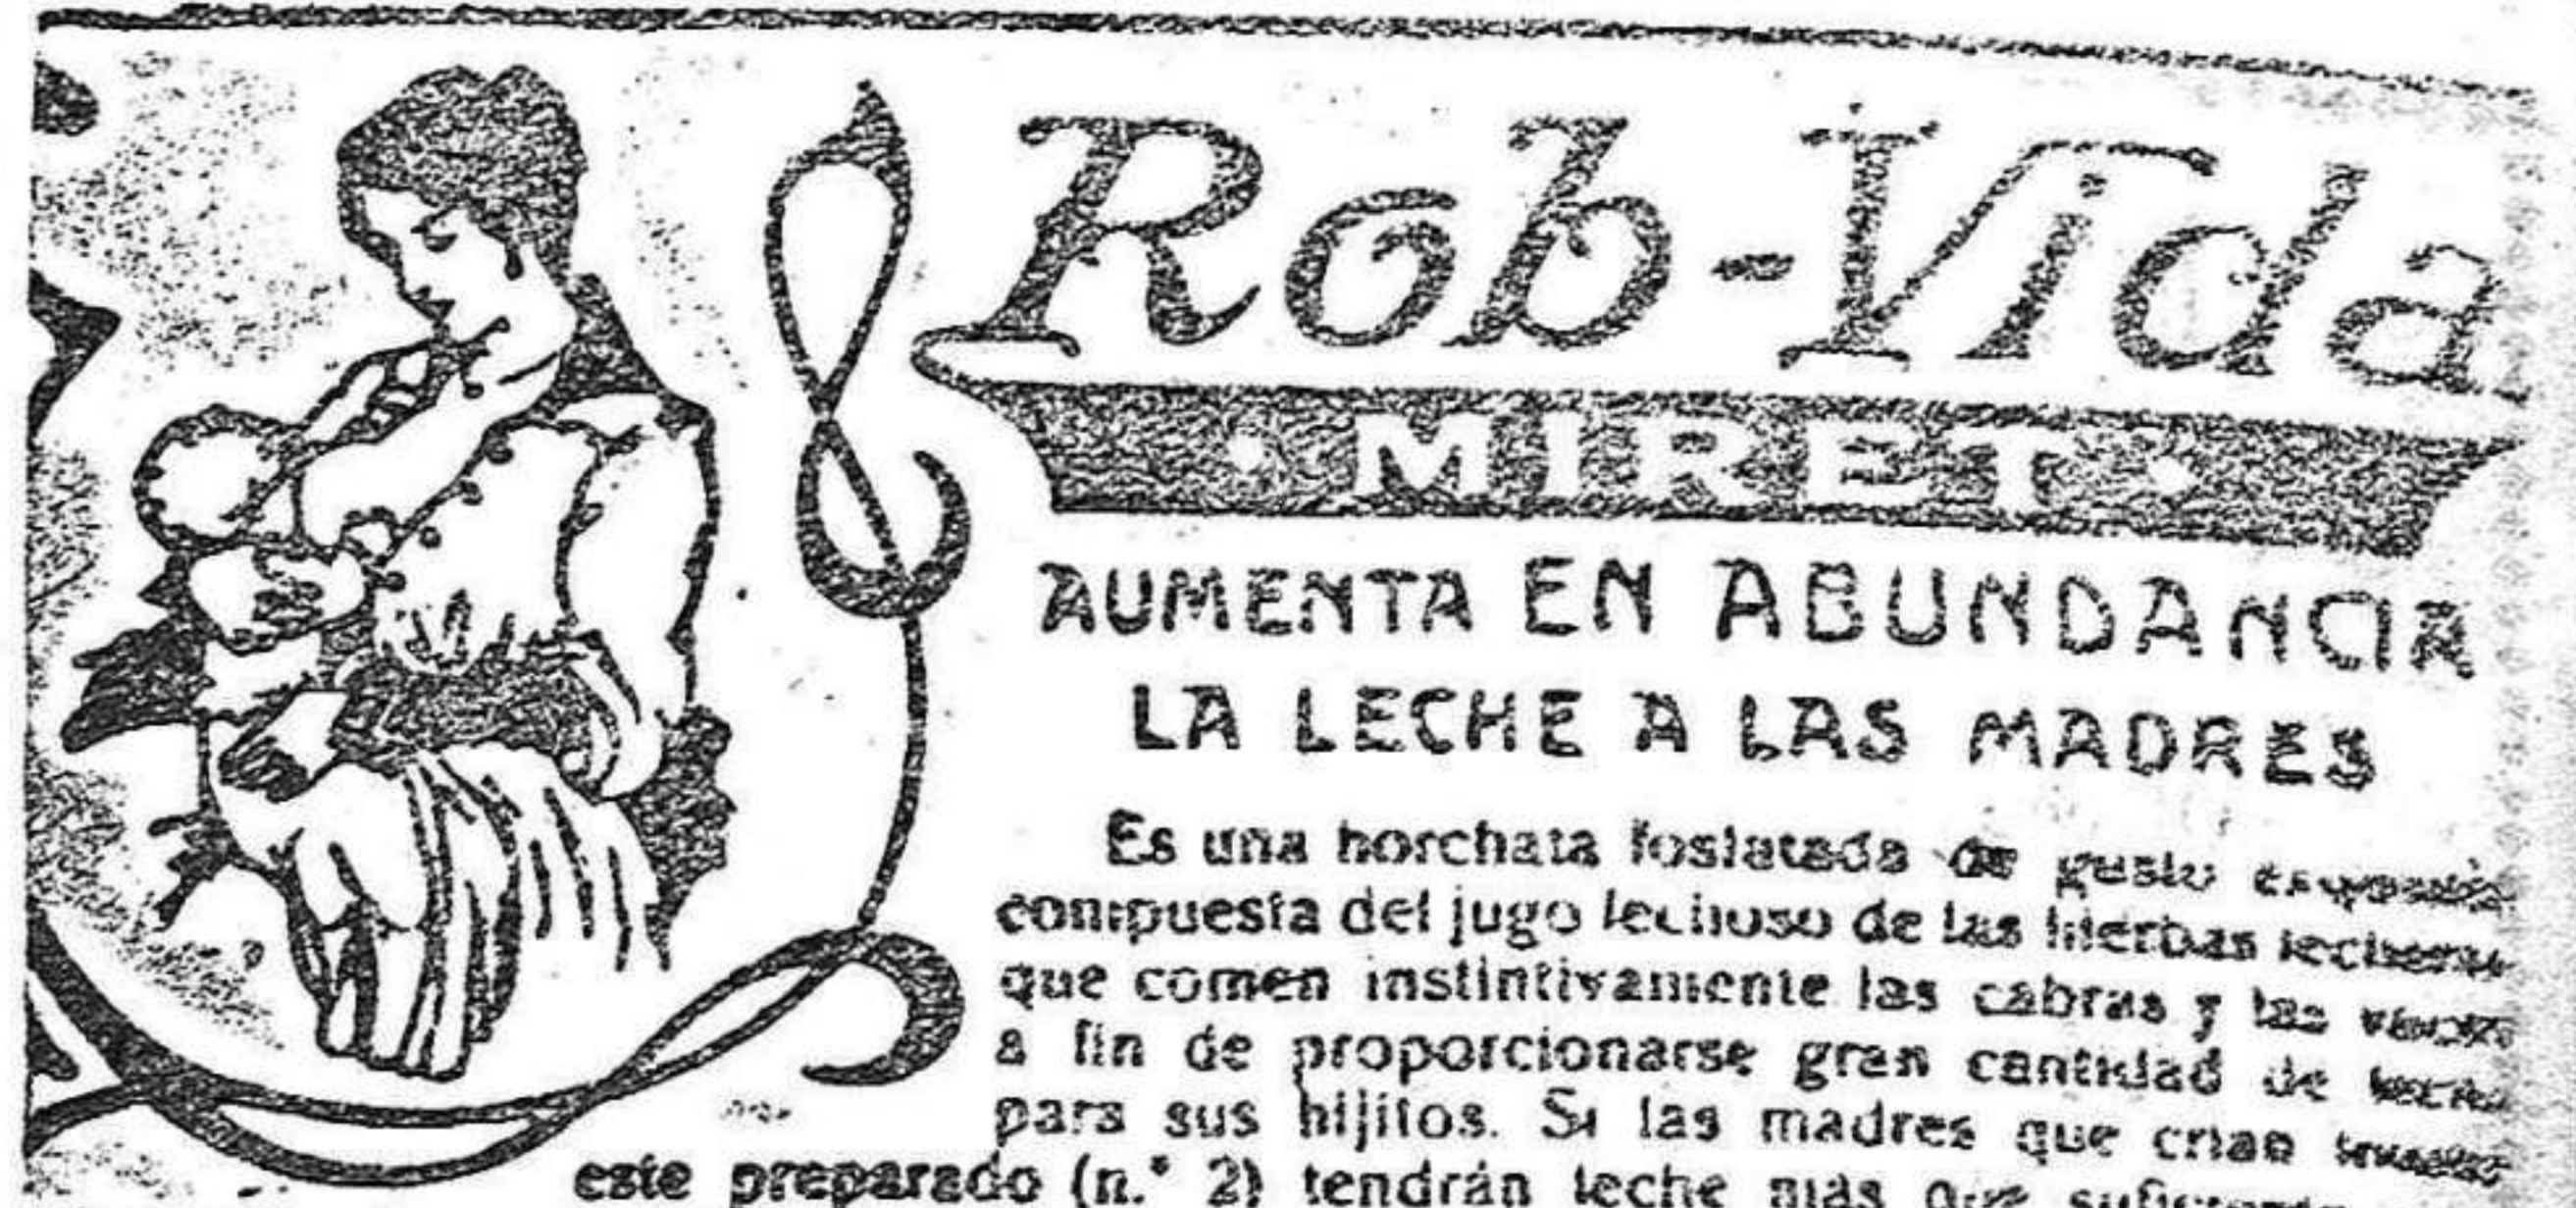 Rob-Vida
MIRET
AUMENTA EN ABUNDANCIA
LA LECHE A LAS MADRES
Es una horchata fosfatada de gusto
compuesta del jugo lechoso de las hierbas
que comen instintivamente las cabras y las
a fin de proporcionarse gran cantidad de
para sus hijitos. Si las madres que crian
este preparado (n.º 2) tendrán leche más que